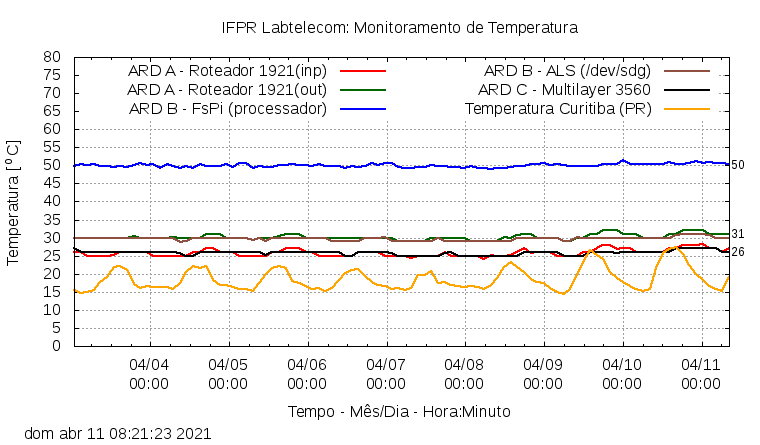 IFPR Labtelecom: Monitoramento de Temperatura
ARD A - Roteador 1921(inp)
ARD A - Roteador 1921(out)
ARD B - FsPi (processador)
ARD B - ALS (/dev/sdg)
ARD C - Multilayer 3560
Temperatura Curitiba (PR)
Temperatura [ºC]
80
75
70
65
60
55
50
45
40
35
30
25
20
15
10
5
0
50
31
26
04/04 04/05 04/06 04/07 04/08 04/09 04/10 04/11
00:00 00:00 00:00 00:00 00:00 00:00 00:00 00:00
Tempo - Mês/Dia - Hora:Minuto
dom abr 11 08:21:23 2021